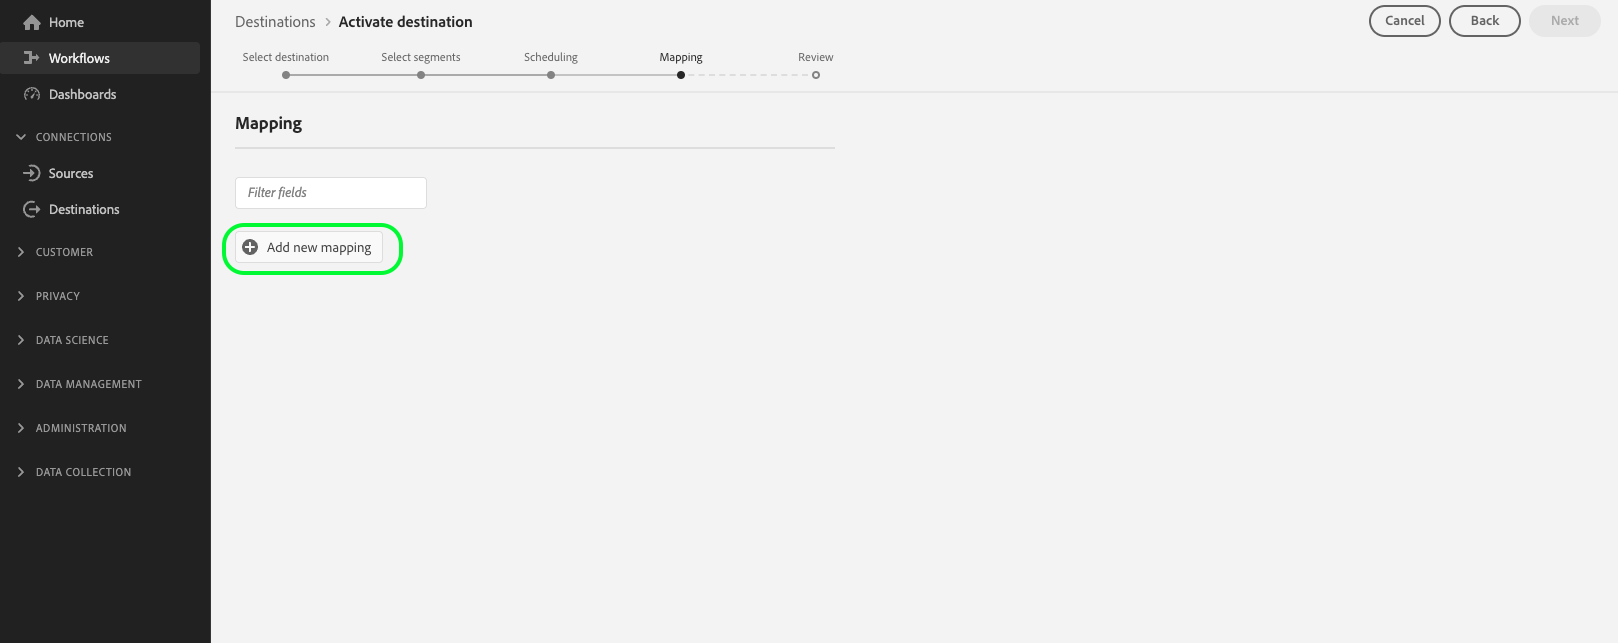 Home
Workflows
Dashboards
CONNECTIONS
Sources
Destinations
CUSTOMER
PRIVACY
DATA SCIENCE
DATA MANAGEMENT
ADMINISTRATION
DATA COLLECTION
Destinations > Activate destination
Cancel
Back
Next
Select destination
Select segments
Scheduling
Mapping
Review
Mapping
Filter fields
Add new mapping